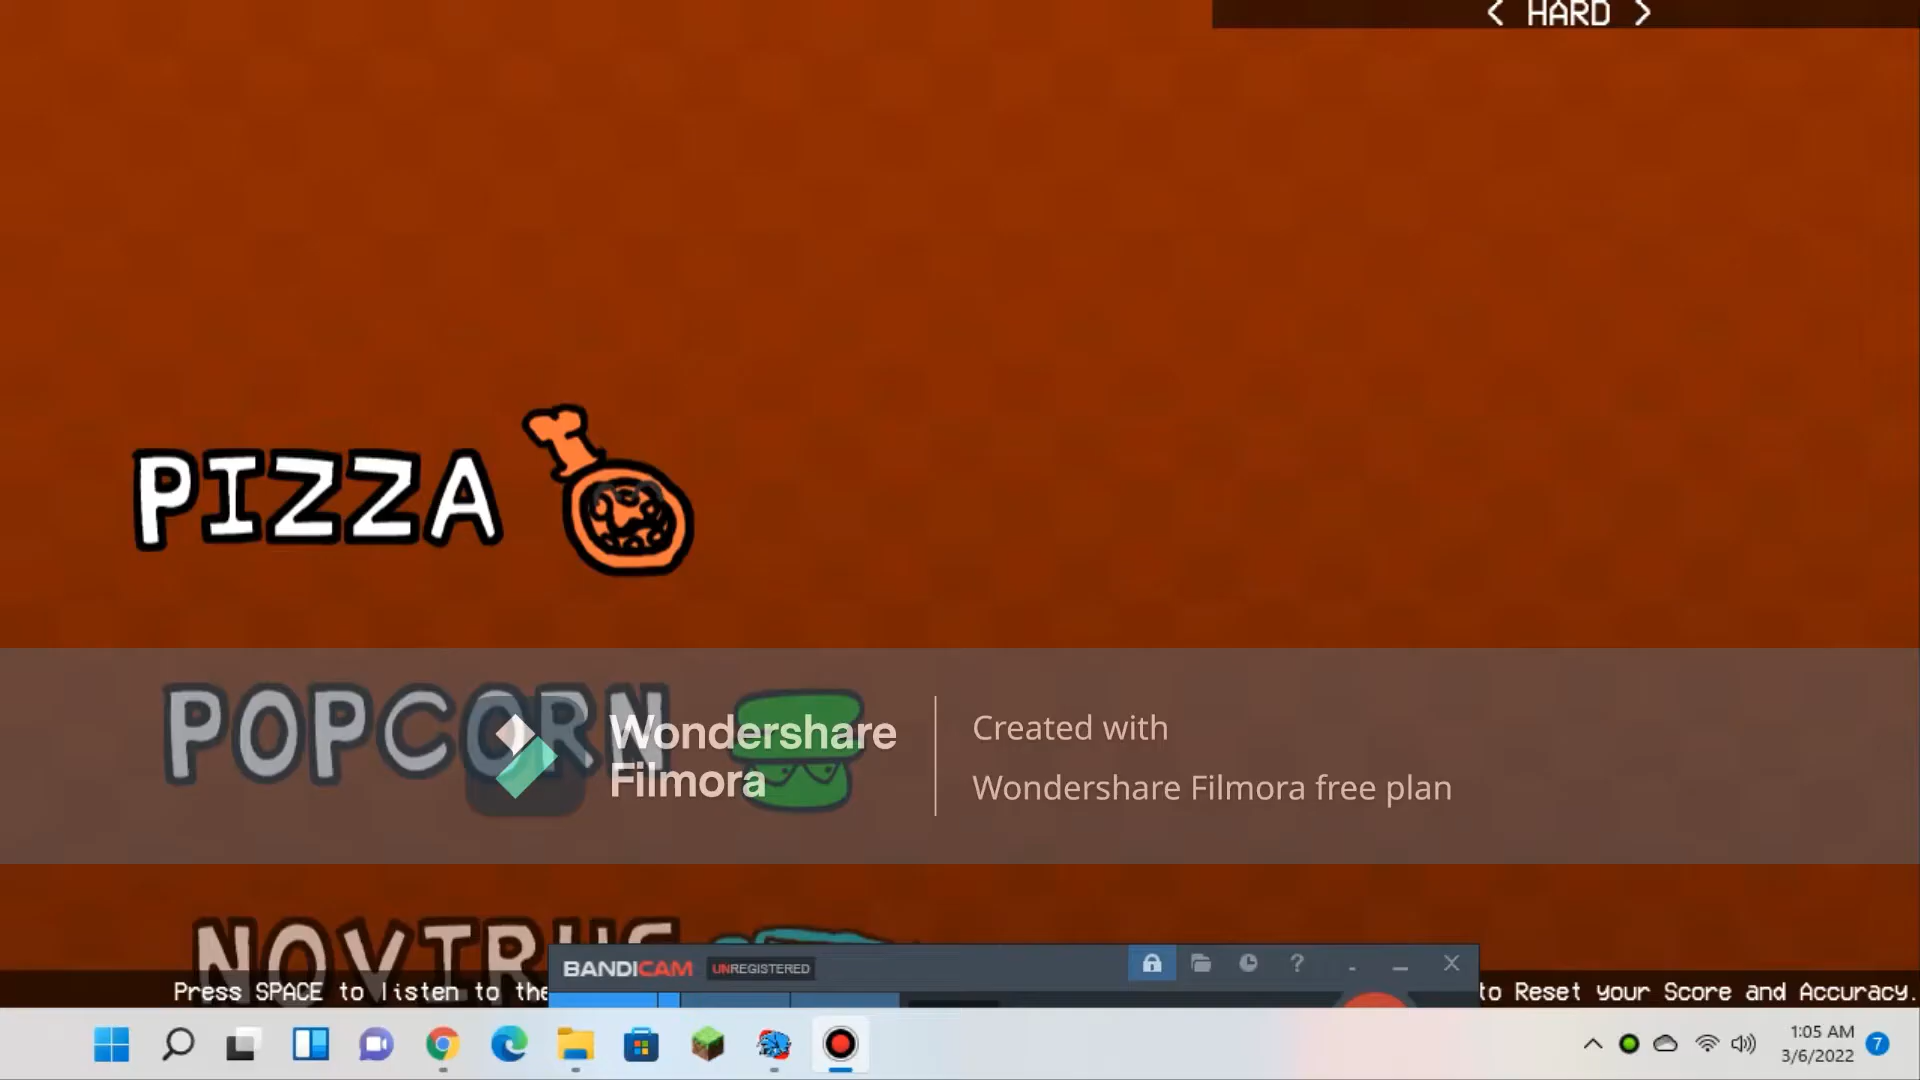 < HARD >
PIZZA
POPCORN
Wondershare
Filmora
Created with
Wondershare Filmora free plan
BANDICAM UNREGISTERED
Press SPACE to listen to the
to Reset your Score and Accuracy.
1:05 AM
3/6/2022
7